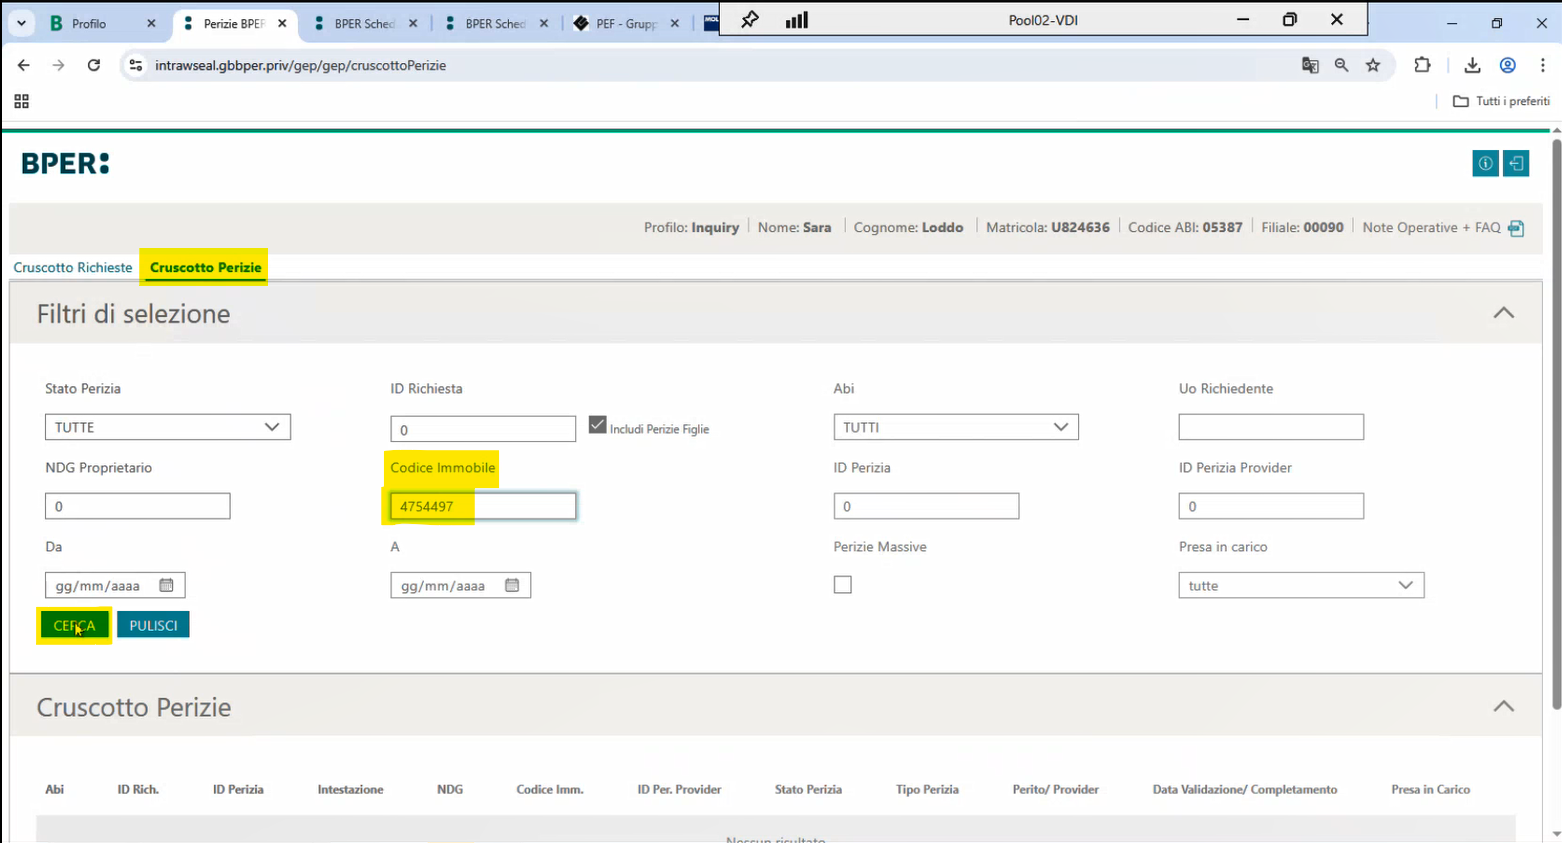 Profilo
Perizie BPER
BPER Sched
BPER Sched
PEF - Grupp
MOL
Pool02-VDI
intrawseal.gbbper.priv/gep/gep/cruscottoPerizie
Tutti i preferiti
BPER:
Profilo: Inquiry Nome: Sara Cognome: Loddo Matricola: U824636 Codice ABI: 05387 Filiale: 00090 Note Operative + FAQ
Cruscotto Richieste Cruscotto Perizie
Filtri di selezione
Stato Perizia ID Richiesta Abi Uo Richiedente
TUTTE 0 Includi Perizie Figlie TUTTI
NDG Proprietario Codice Immobile ID Perizia ID Perizia Provider
0 4754497 0 0
Da A Perizie Massive Presa in carico
gg/mm/aaaa gg/mm/aaaa tutte
CERCA PULISCI
Cruscotto Perizie
Abi ID Rich. ID Perizia Intestazione NDG Codice Imm. ID Per. Provider Stato Perizia Tipo Perizia Perito/ Provider Data Validazione/ Completamento Presa in Carico
Nessun risultato